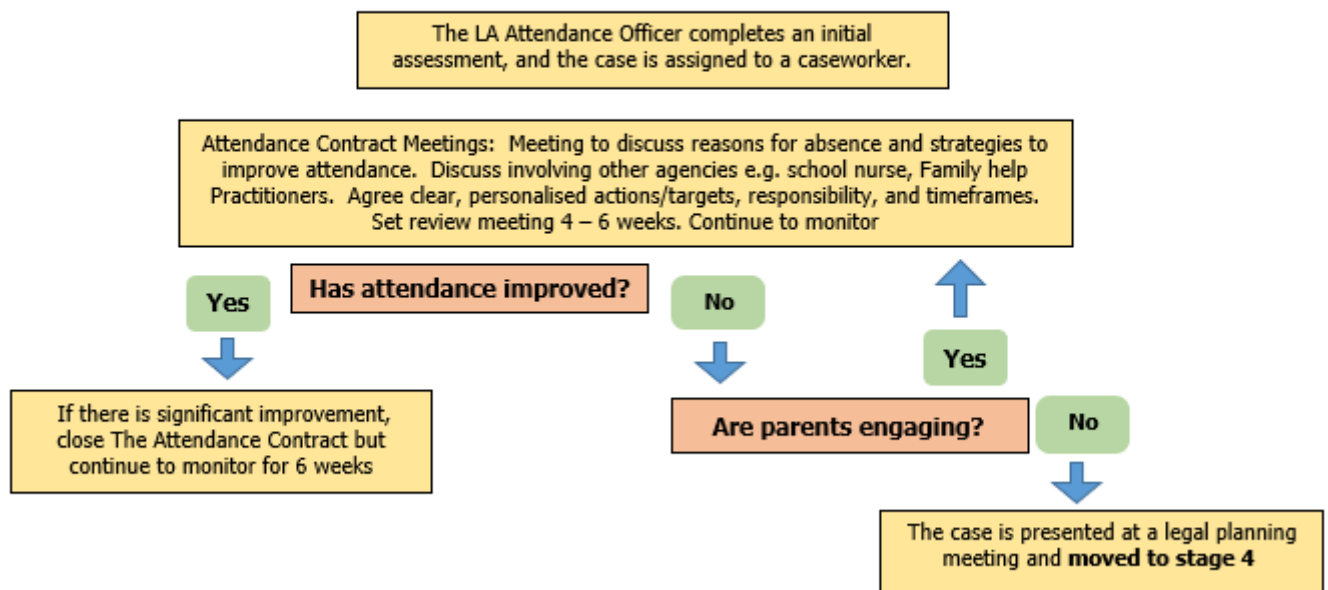 The LA Attendance Officer completes an initial
assessment, and the case is assigned to a caseworker.
Attendance Contract Meetings:  Meeting to discuss reasons for absence and strategies to
improve attendance.  Discuss involving other agencies e.g. school nurse, Family help
Practitioners.  Agree clear, personalised actions/targets, responsibility, and timeframes.
Set review meeting 4 – 6 weeks. Continue to monitor
Has attendance improved?
Yes
No
If there is significant improvement,
close The Attendance Contract but
continue to monitor for 6 weeks
Are parents engaging?
Yes
No
The case is presented at a legal planning
meeting and moved to stage 4